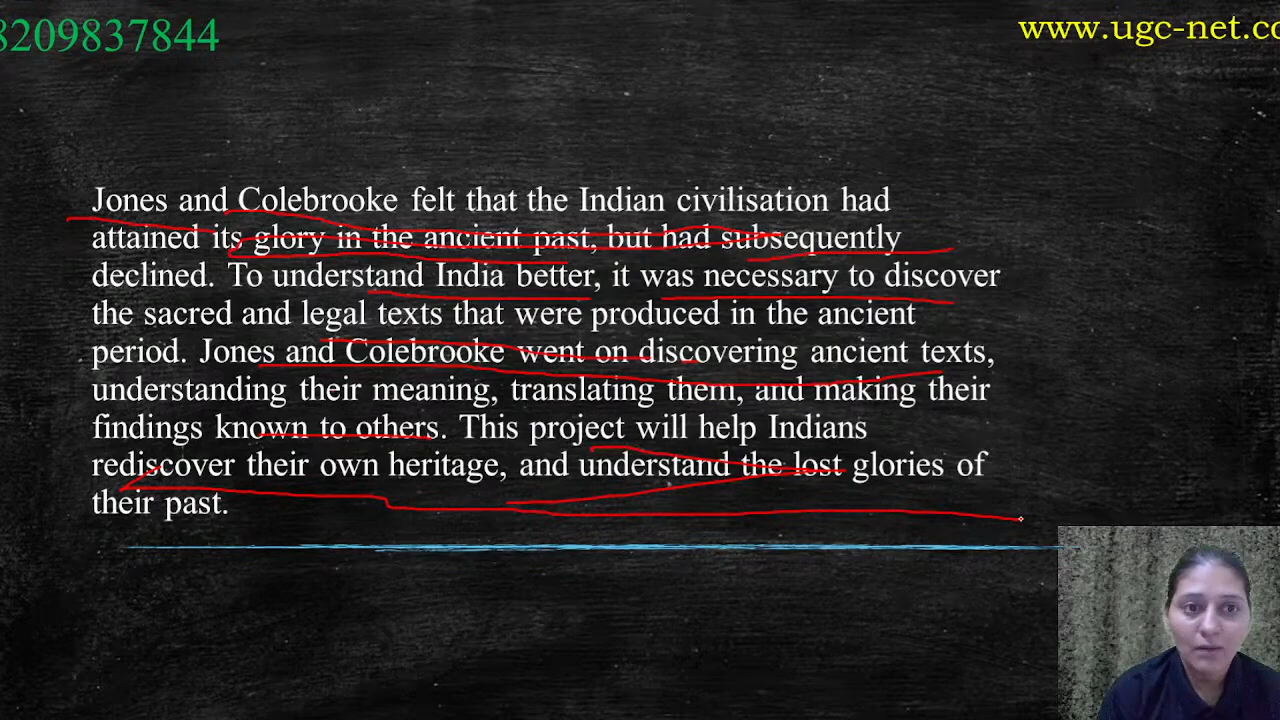 8209837844
www.ugc-net.co
Jones and Colebrooke felt that the Indian civilisation had
attained its glory in the ancient past, but had subsequently
declined. To understand India better, it was necessary to discover
the sacred and legal texts that were produced in the ancient
period. Jones and Colebrooke went on discovering ancient texts,
understanding their meaning, translating them, and making their
findings known to others. This project will help Indians
rediscover their own heritage, and understand the lost glories of
their past.